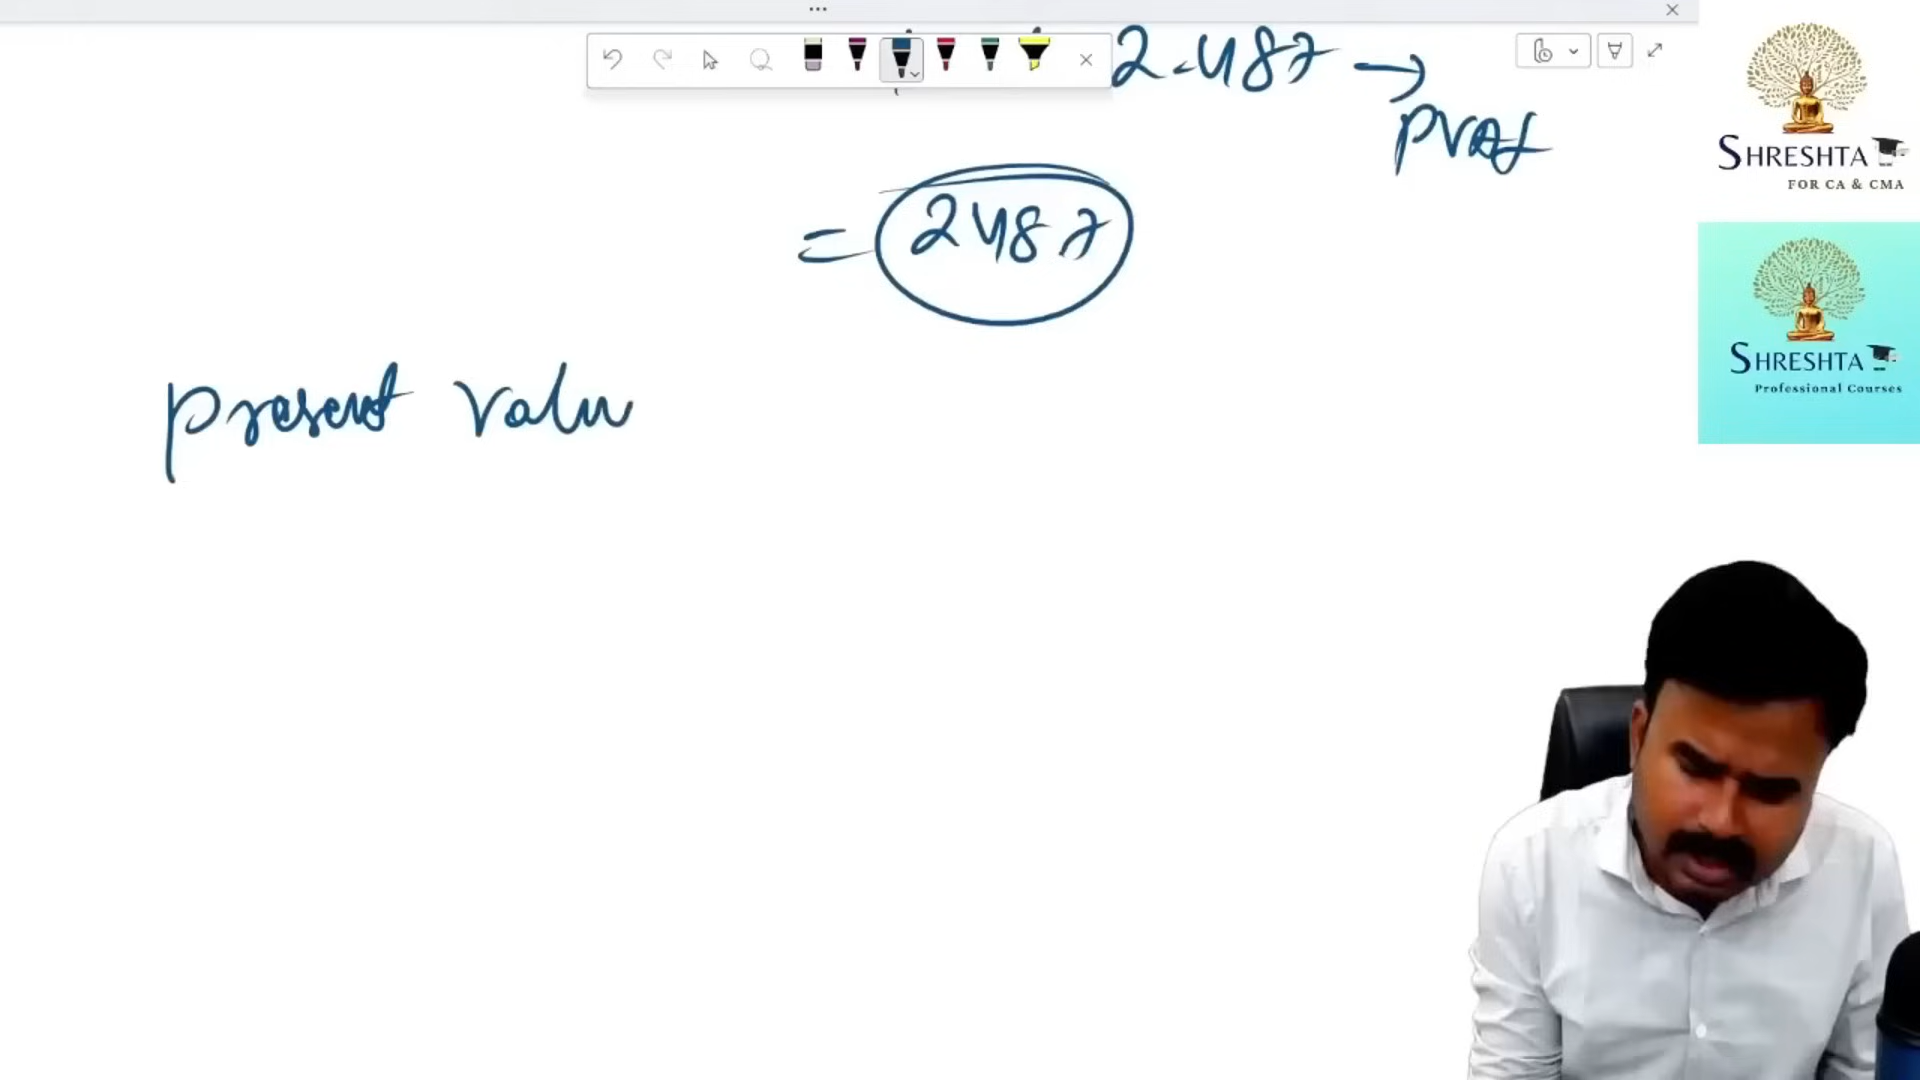 2.487 →
PVAF
= 2487
present valu
SHRESHTA
FOR CA & CMA
SHRESHTA
Professional Courses